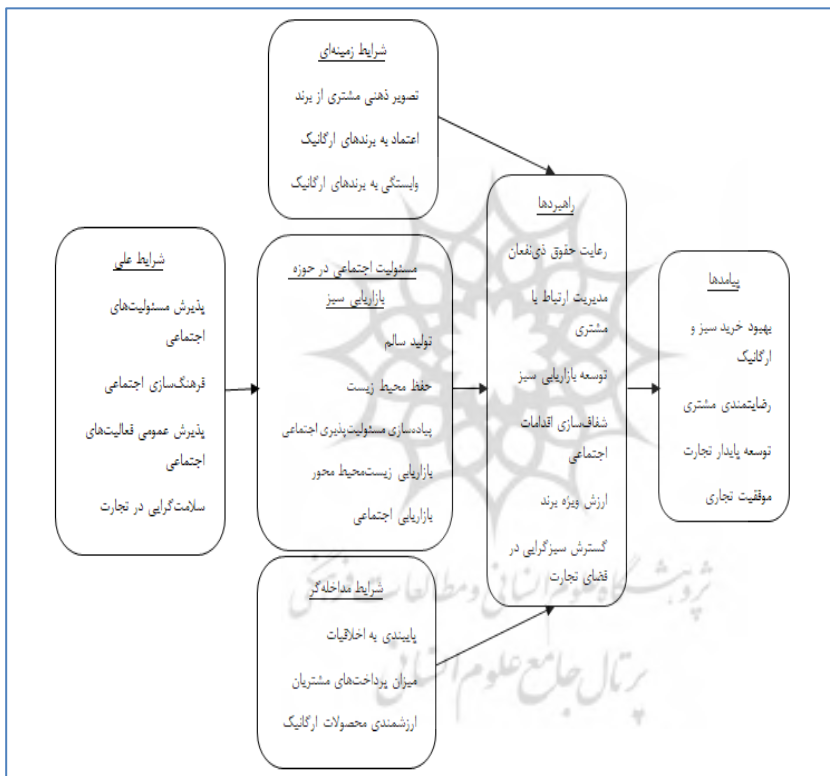 شرایط زمینه‌ای
تصویر ذهنی مشتری از برند
اعتماد به برندهای ارگانیک
وابستگی به برندهای ارگانیک
شرایط علی
پذیرش مسئولیت‌های
اجتماعی
فرهنگ‌سازی اجتماعی
پذیرش عمومی فعالیت‌های
اجتماعی
سلامت‌گرایی در تجارت
مسئولیت اجتماعی در حوزه
بازاریابی سبز
تولید سالم
حفظ محیط زیست
پیاده‌سازی مسئولیت‌پذیری اجتماعی
بازاریابی زیست‌محیط محور
بازاریابی اجتماعی
شرایط مداخله‌گر
پایبندی به اخلاقیات
میزان پرداخت‌های مشتریان
ارزشمندی محصولات ارگانیک
راهبردها
رعایت حقوق ذی‌نفعان
مدیریت ارتباط با
مشتری
توسعه بازاریابی سبز
شفاف‌سازی اقدامات
اجتماعی
ارزش ویژه برند
گسترش سبزگرایی در
فضای تجارت
پیامدها
بهبود خرید سبز و
ارگانیک
رضایتمندی مشتری
توسعه پایدار تجارت
موفقیت تجاری
پژوهشگاه علوم انسانی و مطالعات فرهنگی
پرتال جامع علوم انسانی